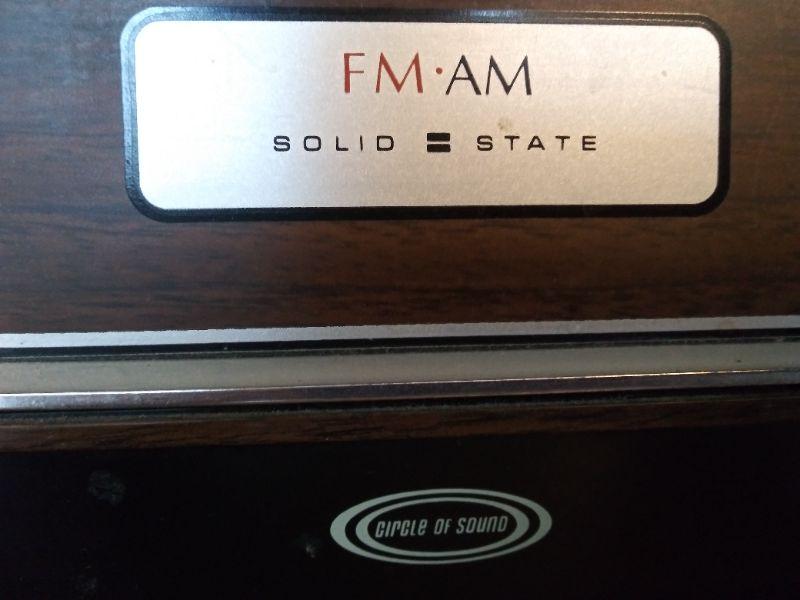 FM·AM
SOLID = STATE
CIRCLE OF SOUND